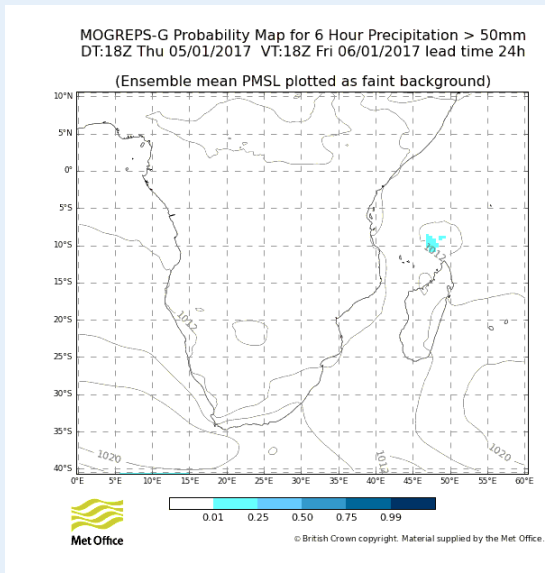 MOGREPS-G Probability Map for 6 Hour Precipitation > 50mm
DT:18Z Thu 05/01/2017  VT:18Z Fri 06/01/2017 lead time 24h
(Ensemble mean PMSL plotted as faint background)
10°N
5°N
0°
5°S
10°S
15°S
20°S
25°S
30°S
35°S
40°S
1012
1012
1020
1012
1020
0°E 5°E 10°E 15°E 20°E 25°E 30°E 35°E 40°E 45°E 50°E 55°E 60°E
0.01 0.25 0.50 0.75 0.99
Met Office
© British Crown copyright. Material supplied by the Met Office.